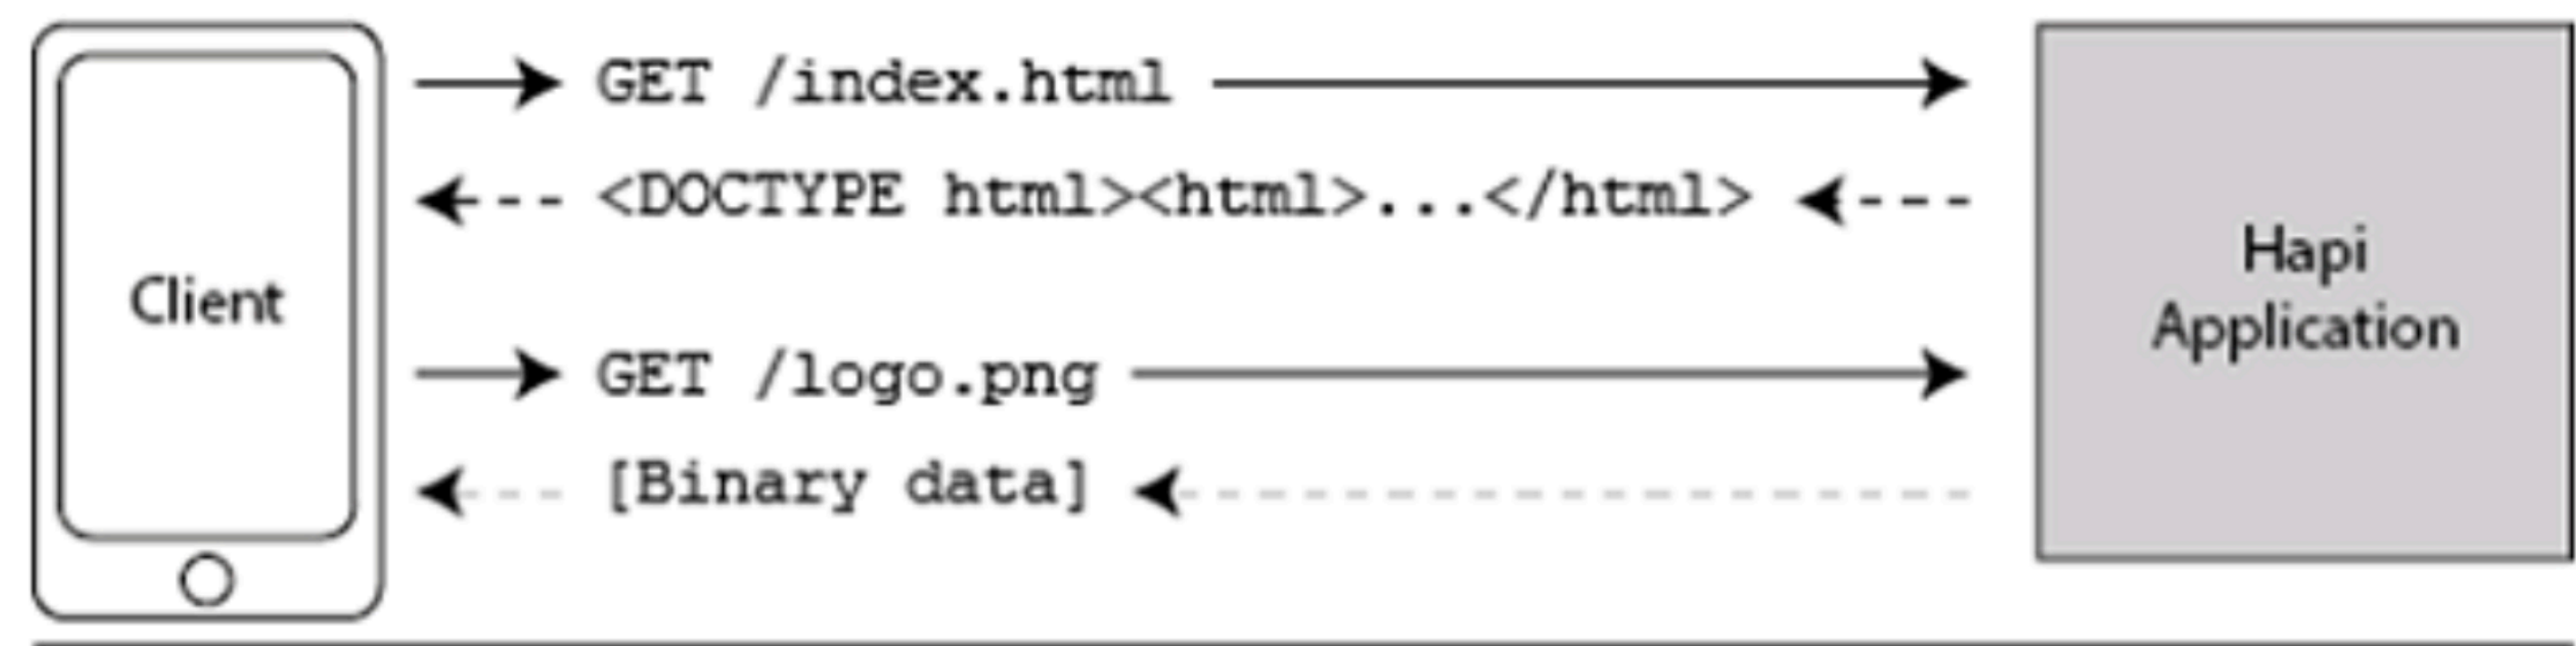 GET /index.html
<DOCTYPE html><html>...</html>
Client
GET /logo.png
[Binary data]
Hapi
Application